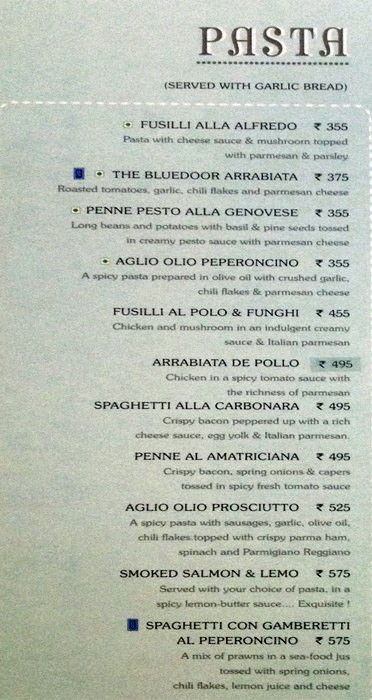 PASTA
(SERVED WITH GARLIC BREAD)
FUSILLI ALLA ALFREDO ₹ 355
Pasta with cheese sauce & mushroom topped
with parmesan & parsley
THE BLUEDOOR ARRABIATA ₹ 375
Roasted tomatoes, garlic, chili flakes and parmesan cheese
PENNE PESTO ALLA GENOVESE ₹ 355
Long beans and potatoes with basil & pine seeds tossed
in creamy pesto sauce with parmesan cheese
AGLIO OLIO PEPERONCINO ₹ 355
A spicy pasta prepared in olive oil with crushed garlic,
chili flakes & parmesan cheese
FUSILLI AL POLO & FUNGHI ₹ 455
Chicken and mushroom in an indulgent creamy
sauce & Italian parmesan
ARRABIATA DE POLLO ₹ 495
Chicken in a spicy tomato sauce with
the richness of parmesan
SPAGHETTI ALLA CARBONARA ₹ 495
Crispy bacon peppered up with a rich
cheese sauce, egg yolk & Italian parmesan.
PENNE AL AMATRICIANA ₹ 495
Crispy bacon, spring onions & capers
tossed in spicy fresh tomato sauce
AGLIO OLIO PROSCIUTTO ₹ 525
A spicy pasta with sausages, garlic, olive oil,
chili flakes topped with crispy parma ham,
spinach and Parmigiano Reggiano
SMOKED SALMON & LEMO ₹ 575
Served with your choice of pasta, in a
spicy lemon-butter sauce.... Exquisite !
SPAGHETTI CON GAMBERETTI
AL PEPERONCINO ₹ 575
A mix of prawns in a sea-food jus
tossed with spring onions,
chili flakes, lemon juice and cheese